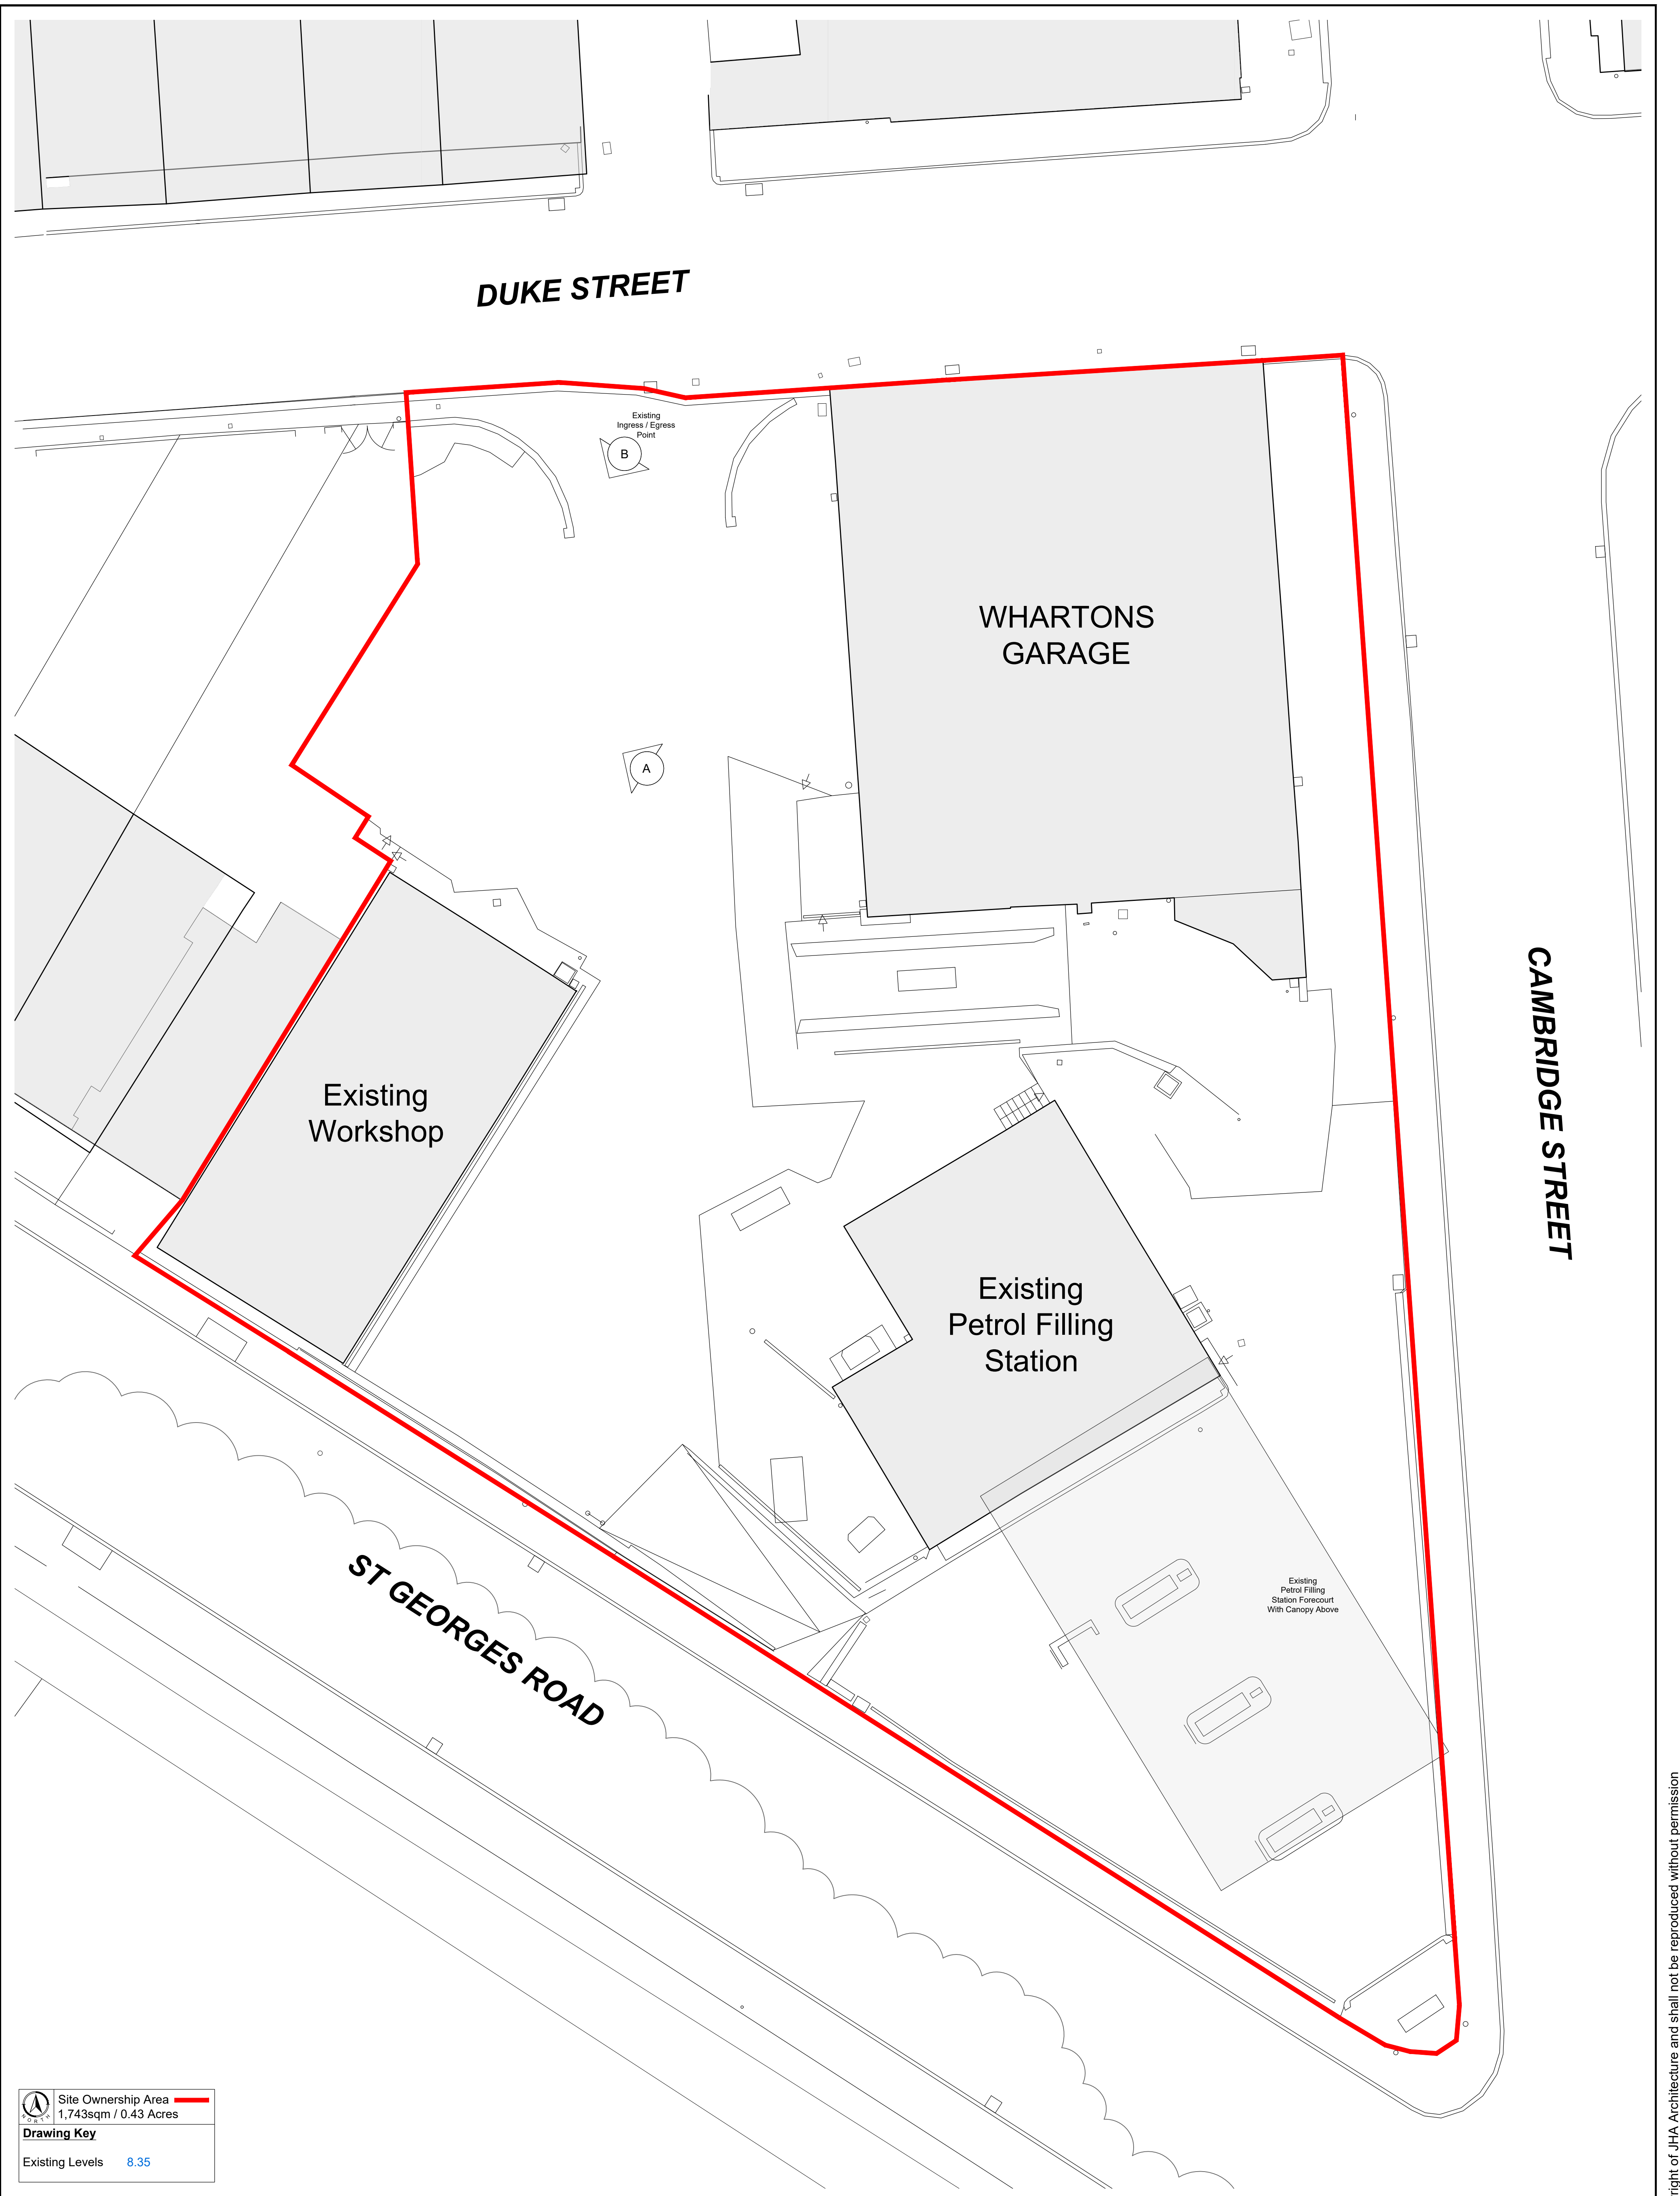 DUKE STREET
Existing
Ingress / Egress
Point
B
WHARTONS
GARAGE
A
CAMBRIDGE STREET
Existing
Workshop
Existing
Petrol Filling
Station
Existing
Petrol Filling
Station Forecourt
With Canopy Above
ST GEORGES ROAD
NORTH
Site Ownership Area
1,743sqm / 0.43 Acres
Drawing Key
Existing Levels 8.35
right of JHA Architecture and shall not be reproduced without permission